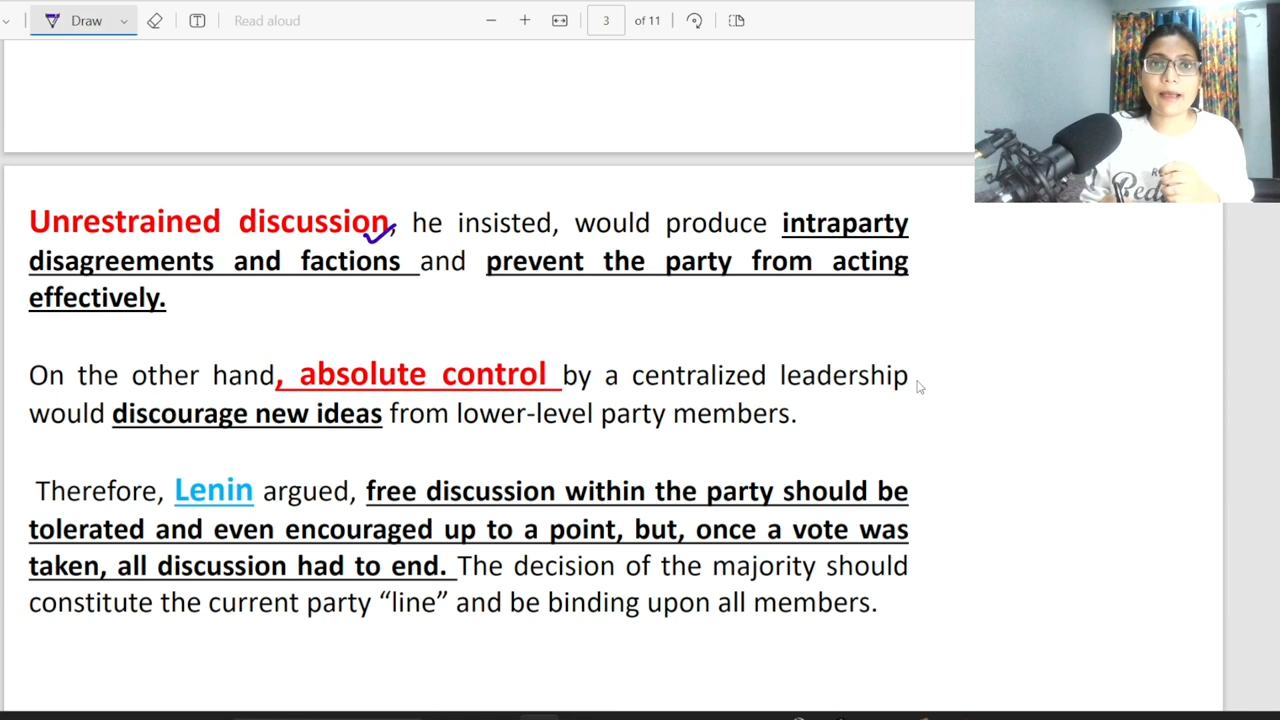 Draw
Read aloud
3
of 11
Unrestrained discussion, he insisted, would produce intraparty
disagreements and factions and prevent the party from acting
effectively.
On the other hand, absolute control by a centralized leadership
would discourage new ideas from lower-level party members.
Therefore, Lenin argued, free discussion within the party should be
tolerated and even encouraged up to a point, but, once a vote was
taken, all discussion had to end. The decision of the majority should
constitute the current party “line” and be binding upon all members.